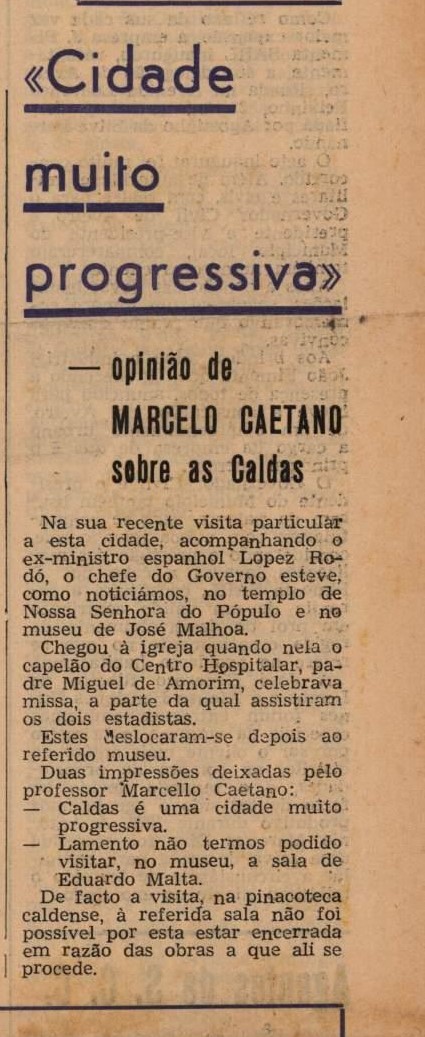 «Cidade
muito
progressiva»
— opinião de
MARCELO CAETANO
sobre as Caldas
Na sua recente visita particular
a esta cidade, acompanhando o
ex-ministro espanhol Lopez Ro-
dó, o chefe do Governo esteve,
como noticiámos, no templo de
Nossa Senhora do Pópulo e no
museu de José Malhoa.
Chegou à igreja quando nela o
capelão do Centro Hospitalar, pa-
dre Miguel de Amorim, celebrava
missa, a parte da qual assistiram
os dois estadistas.
Estes deslocaram-se depois ao
referido museu.
Duas impressões deixadas pelo
professor Marcello Caetano:
— Caldas é uma cidade muito
progressiva.
— Lamento não termos podido
visitar, no museu, a sala de
Eduardo Malta.
De facto a visita, na pinacoteca
caldense, à referida sala não foi
possível por esta estar encerrada
em razão das obras a que ali se
procede.